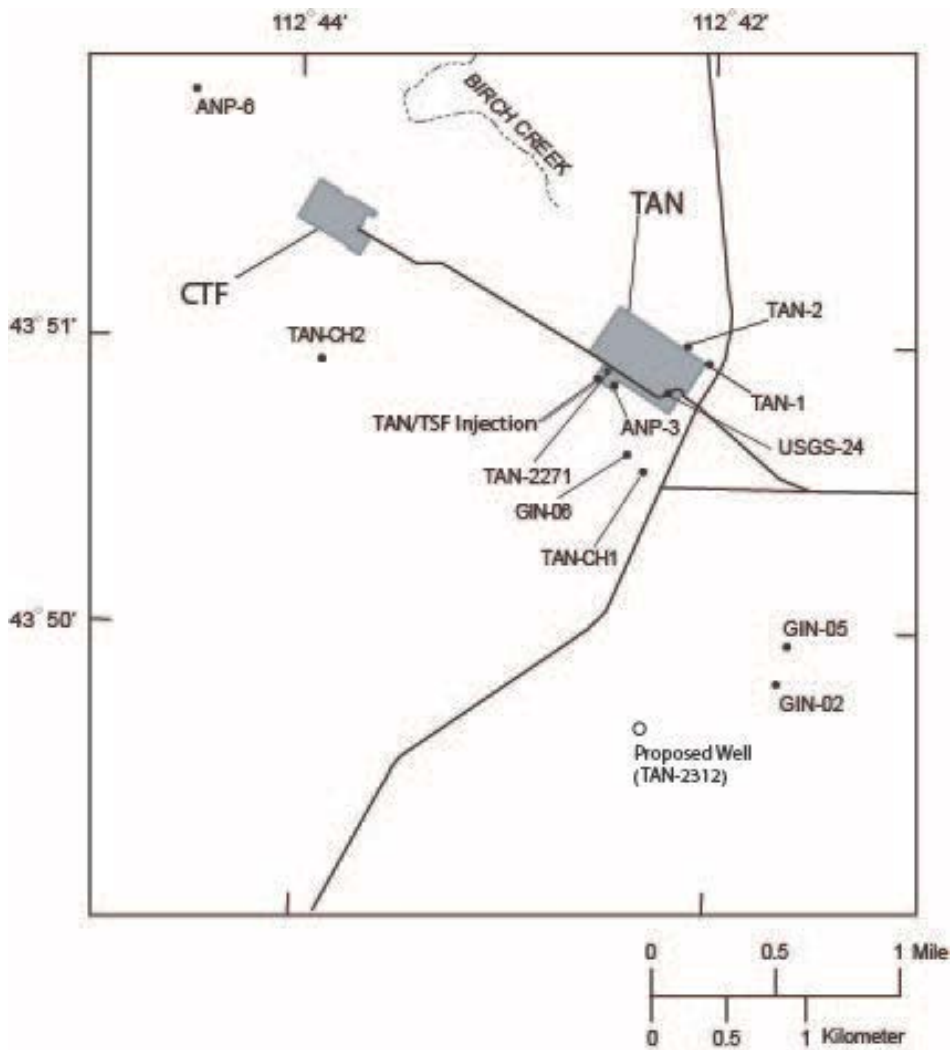 112° 44'
112° 42'
ANP-6
BIRCH CREEK
TAN
CTF
TAN-2
43° 51'
TAN-CH2
TAN-1
TAN/TSF Injection
ANP-3
USGS-24
TAN-2271
GIN-06
TAN-CH1
43° 50'
GIN-05
GIN-02
Proposed Well
(TAN-2312)
0 0.5 1 Mile
0 0.5 1 Kilometer